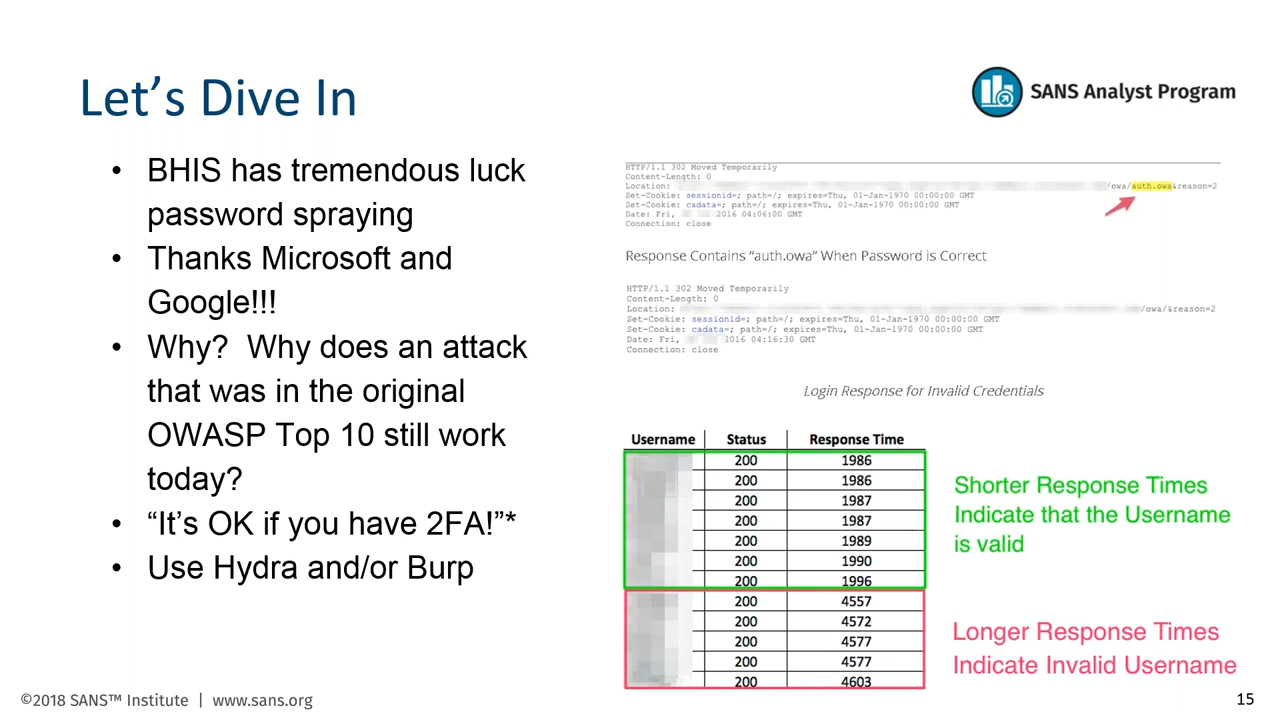 Let's Dive In
SANS Analyst Program
• BHIS has tremendous luck
password spraying
• Thanks Microsoft and
Google!!!
• Why?  Why does an attack
that was in the original
OWASP Top 10 still work
today?
• “It’s OK if you have 2FA!”*
• Use Hydra and/or Burp
HTTP/1.1 302 Moved Temporarily
Content-Length: 0
Location: /owa/auth.owa&reason=2
Set-Cookie: sessionid=; path=/; expires=Thu, 01-Jan-1970 00:00:00 GMT
Set-Cookie: cadata=; path=/; expires=Thu, 01-Jan-1970 00:00:00 GMT
Date: Fri, 2016 04:06:00 GMT
Connection: close
Response Contains “auth.owa” When Password is Correct
HTTP/1.1 302 Moved Temporarily
Content-Length: 0
Location: /owa/&reason=2
Set-Cookie: sessionid=; path=/; expires=Thu, 01-Jan-1970 00:00:00 GMT
Set-Cookie: cadata=; path=/; expires=Thu, 01-Jan-1970 00:00:00 GMT
Date: Fri, 2016 04:16:30 GMT
Connection: close
Login Response for Invalid Credentials
Username Status Response Time
200 1986
200 1986
200 1987
200 1987
200 1989
200 1990
200 1996
200 4557
200 4572
200 4577
200 4577
200 4603
Shorter Response Times
Indicate that the Username
is valid
Longer Response Times
Indicate Invalid Username
©2018 SANS™ Institute | www.sans.org
15